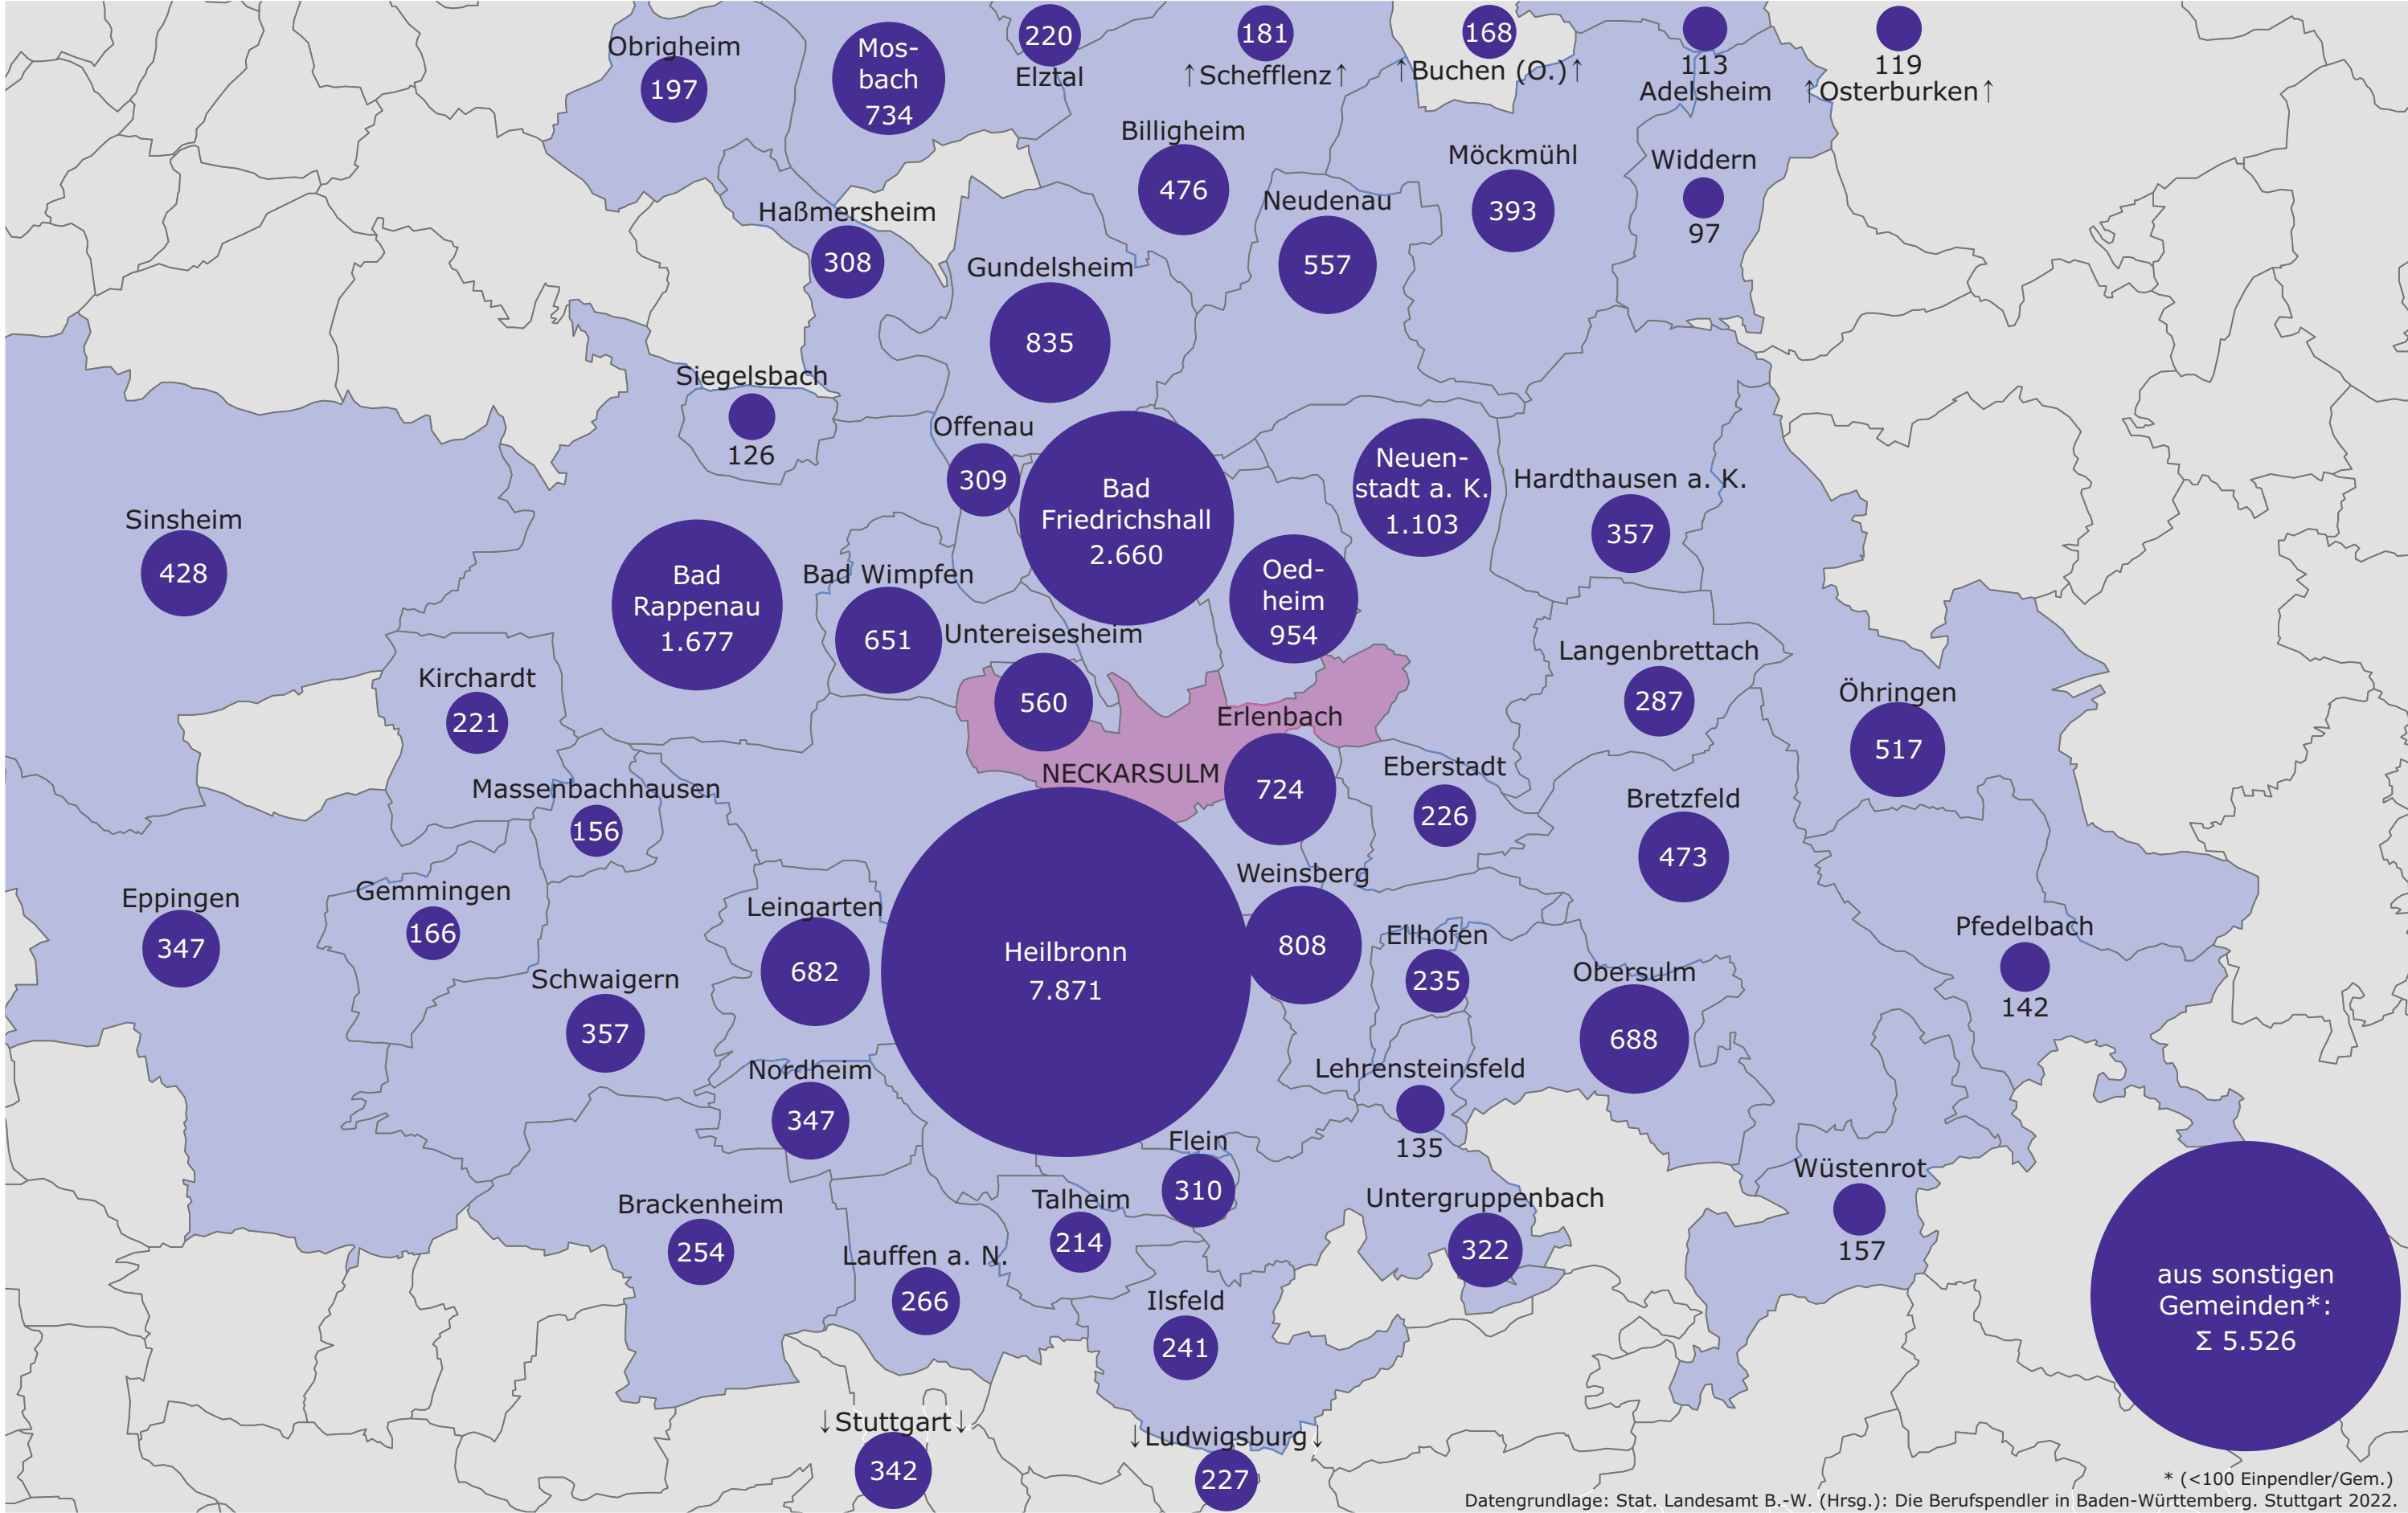 Obrigheim
197
Mos-
bach
734
220
Elztal
181
↑Schefflenz↑
168
↑Buchen (O.)↑
113
Adelsheim
119
↑Osterburken↑
Billigheim
476
Möckmühl
393
Widdern
97
Haßmersheim
308
Neudenau
557
Gundelsheim
835
Siegelsbach
126
Offenau
309
Bad
Friedrichshall
2.660
Neuen-
stadt a. K.
1.103
Hardthausen a. K.
357
Sinsheim
428
Bad
Rappenau
1.677
Bad Wimpfen
651
Oed-
heim
954
Untereisesheim
560
Langenbrettach
287
Kirchardt
221
Öhringen
517
Erlenbach
724
NECKARSULM
Massenbachhausen
156
Eberstadt
226
Bretzfeld
473
Eppingen
347
Gemmingen
166
Leingarten
682
Heilbronn
7.871
Weinsberg
808
Ellhofen
235
Pfedelbach
142
Schwaigern
357
Obersulm
688
Nordheim
347
Lehrensteinsfeld
135
Flein
310
Wüstenrot
157
Brackenheim
254
Talheim
214
Untergruppenbach
322
Lauffen a. N.
266
Ilsfeld
241
aus sonstigen
Gemeinden*:
Σ 5.526
↓Stuttgart↓
342
↓Ludwigsburg↓
227
* (<100 Einpendler/Gem.)
Datengrundlage: Stat. Landesamt B.-W. (Hrsg.): Die Berufspendler in Baden-Württemberg. Stuttgart 2022.